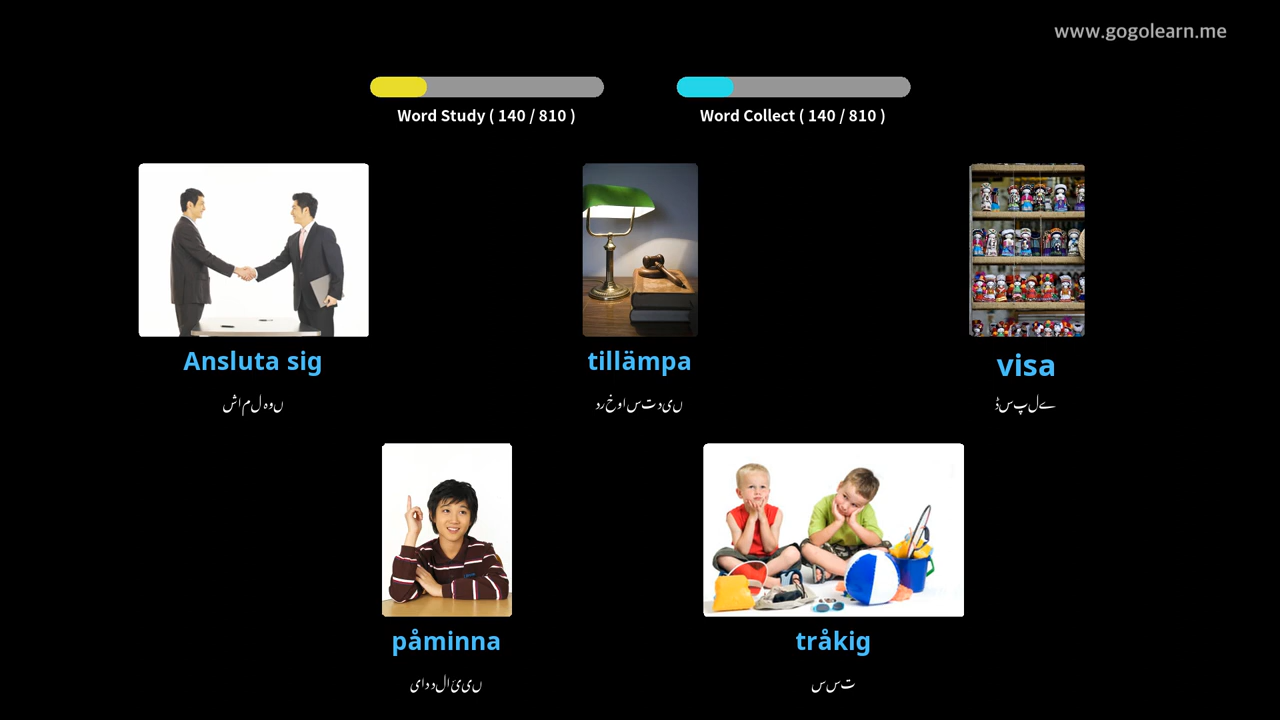 www.gogolearn.me
Word Study ( 140 / 810 )
Word Collect ( 140 / 810 )
Ansluta sig
شامل ہوں
tillämpa
درخواست دیں
visa
ڈسپلے
påminna
یاد دلائیں
tråkig
سست